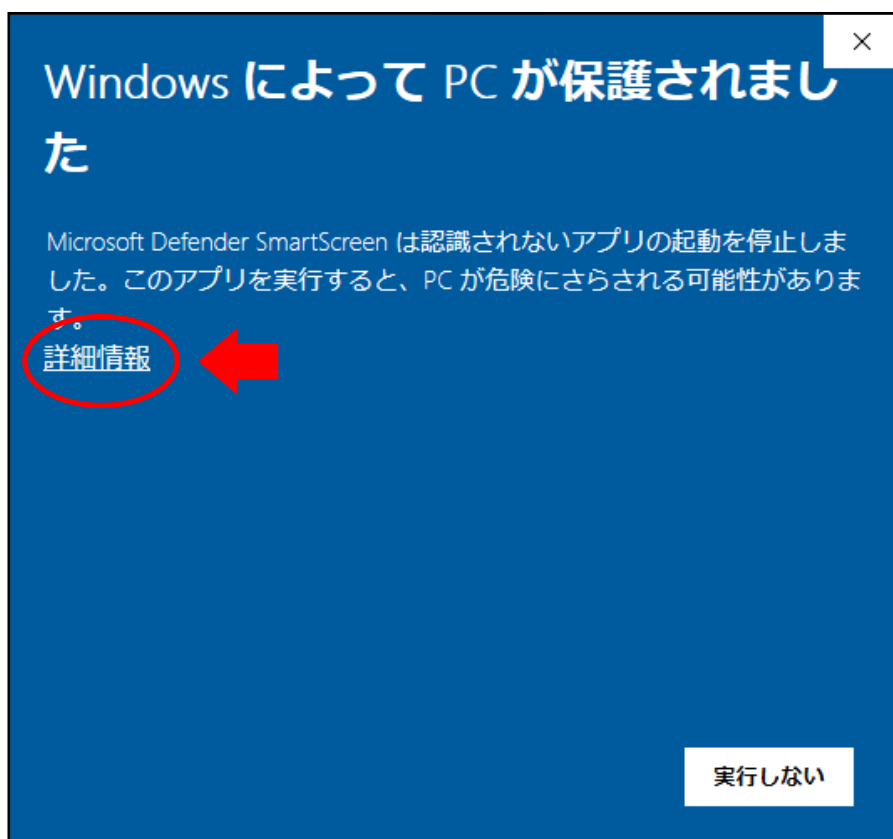 Windows によって PC が保護されまし
た
Microsoft Defender SmartScreen は認識されないアプリの起動を停止しま
した。このアプリを実行すると、PC が危険にさらされる可能性がありま
す。
詳細情報
実行しない